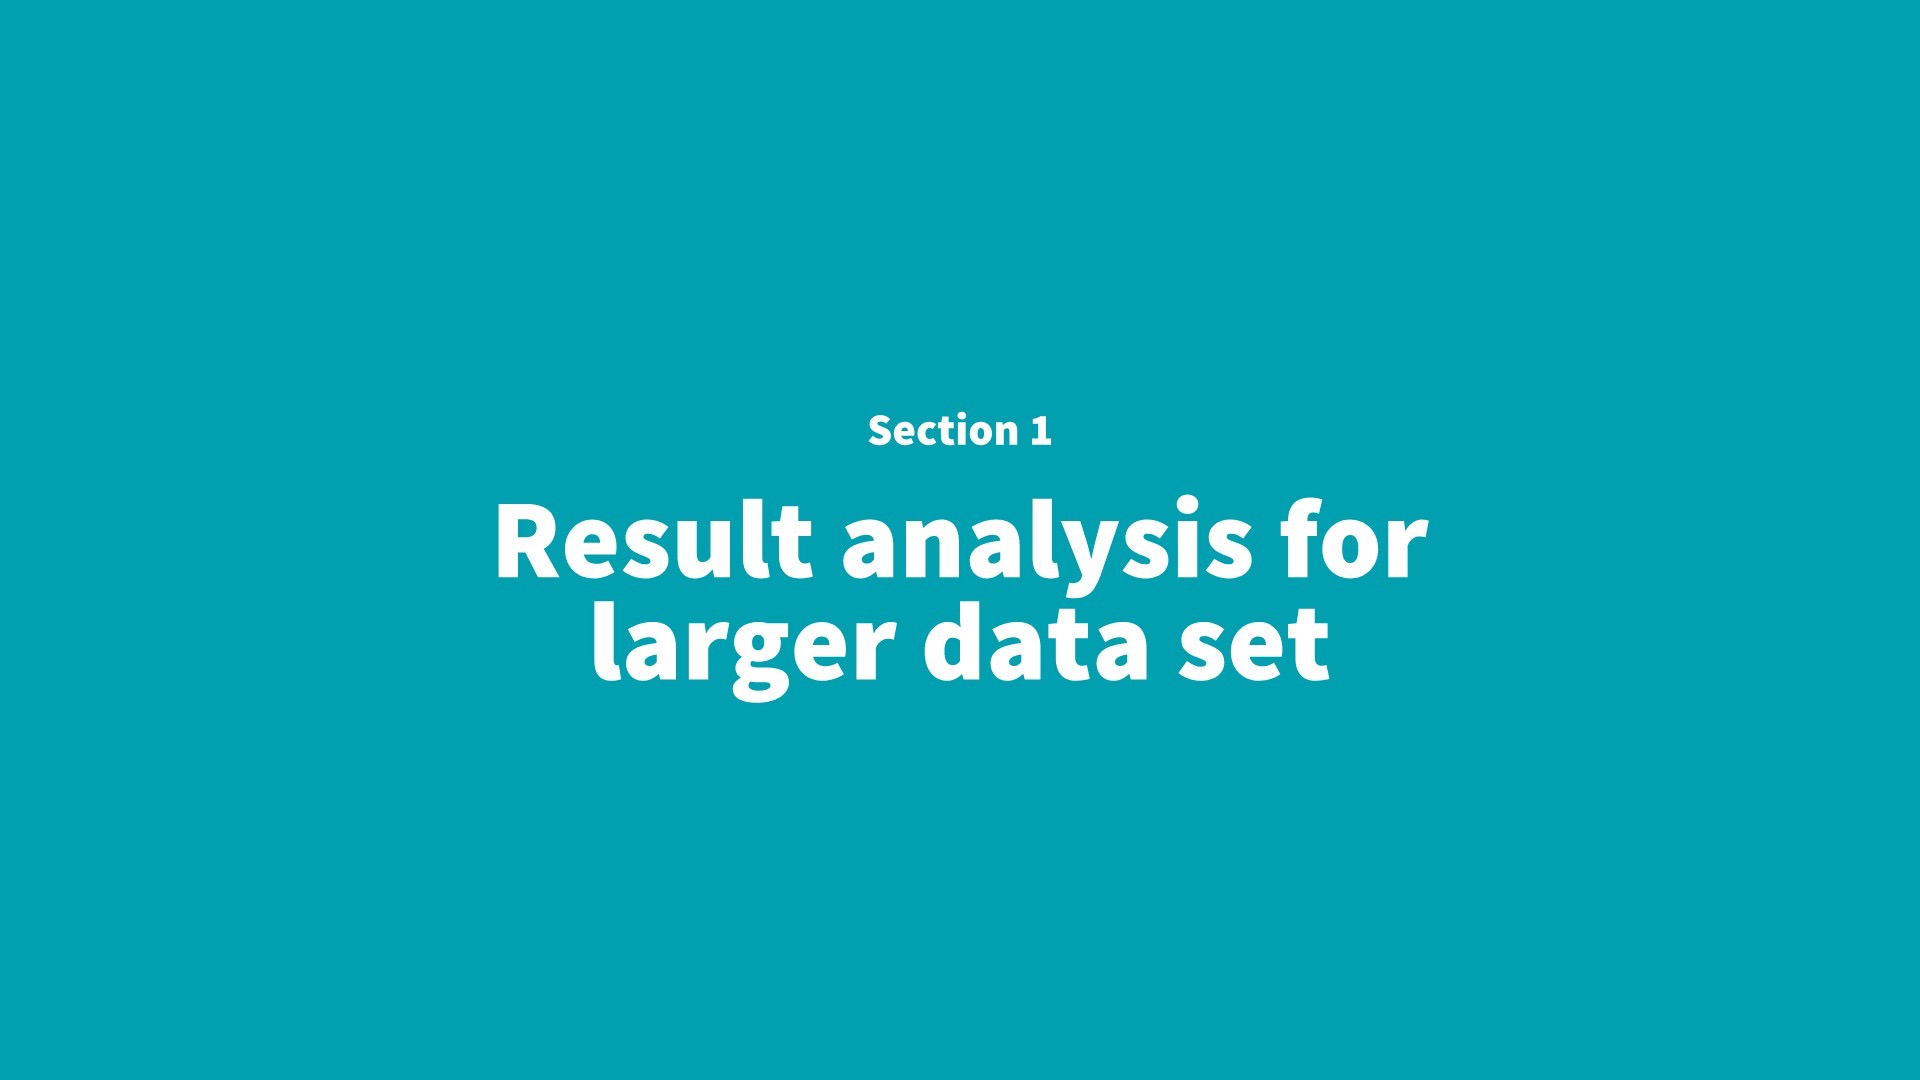 Section 1
Result analysis for
larger data set